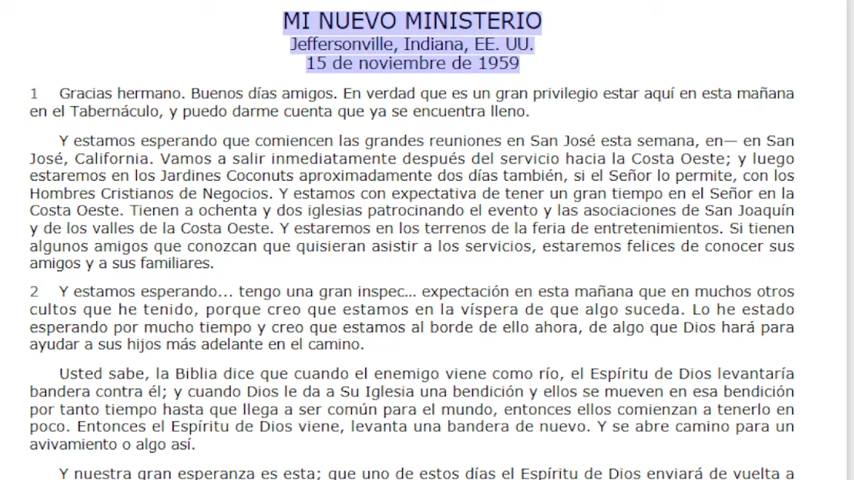 MI NUEVO MINISTERIO
Jeffersonville, Indiana, EE. UU.
15 de noviembre de 1959
1 Gracias hermano. Buenos días amigos. En verdad que es un gran privilegio estar aquí en esta mañana
en el Tabernáculo, y puedo darme cuenta que ya se encuentra lleno.
Y estamos esperando que comiencen las grandes reuniones en San José esta semana, en— en San
José, California. Vamos a salir inmediatamente después del servicio hacia la Costa Oeste; y luego
estaremos en los Jardines Coconuts aproximadamente dos días también, si el Señor lo permite, con los
Hombres Cristianos de Negocios. Y estamos con expectativa de tener un gran tiempo en el Señor en la
Costa Oeste. Tienen a ochenta y dos iglesias patrocinando el evento y las asociaciones de San Joaquín
y de los valles de la Costa Oeste. Y estaremos en los terrenos de la feria de entretenimientos. Si tienen
algunos amigos que conozcan que quisieran asistir a los servicios, estaremos felices de conocer sus
amigos y a sus familiares.
2 Y estamos esperando... tengo una gran inspec... expectación en esta mañana que en muchos otros
cultos que he tenido, porque creo que estamos en la víspera de que algo suceda. Lo he estado
esperando por mucho tiempo y creo que estamos al borde de ello ahora, de algo que Dios hará para
ayudar a sus hijos más adelante en el camino.
Usted sabe, la Biblia dice que cuando el enemigo viene como río, el Espíritu de Dios levantaría
bandera contra él; y cuando Dios le da a Su Iglesia una bendición y ellos se mueven en esa bendición
por tanto tiempo hasta que llega a ser común para el mundo, entonces ellos comienzan a tenerlo en
poco. Entonces el Espíritu de Dios viene, levanta una bandera de nuevo. Y se abre camino para un
avivamiento o algo así.
Y nuestra gran esperanza es esta; que uno de estos días el Espíritu de Dios enviará de vuelta a